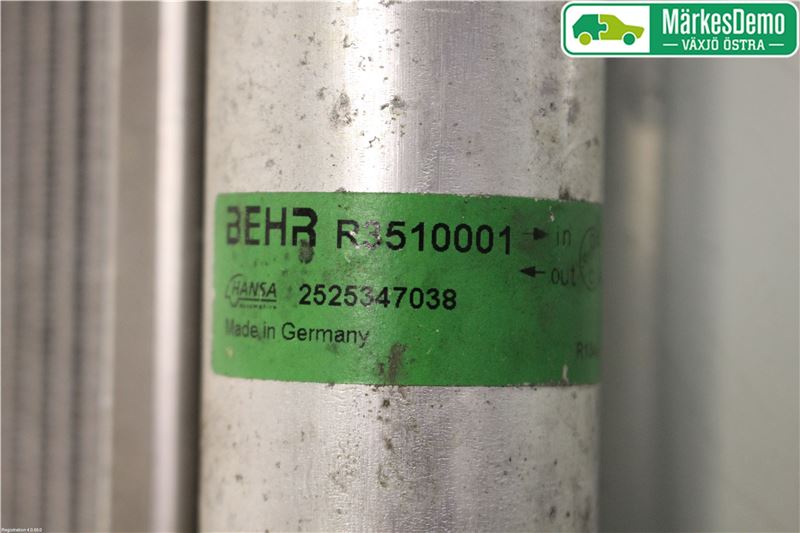 MärkesDemo
VÄXJÖ ÖSTRA
BEHR R3510001 → in
← out
HANSA 2525347038
Made in Germany